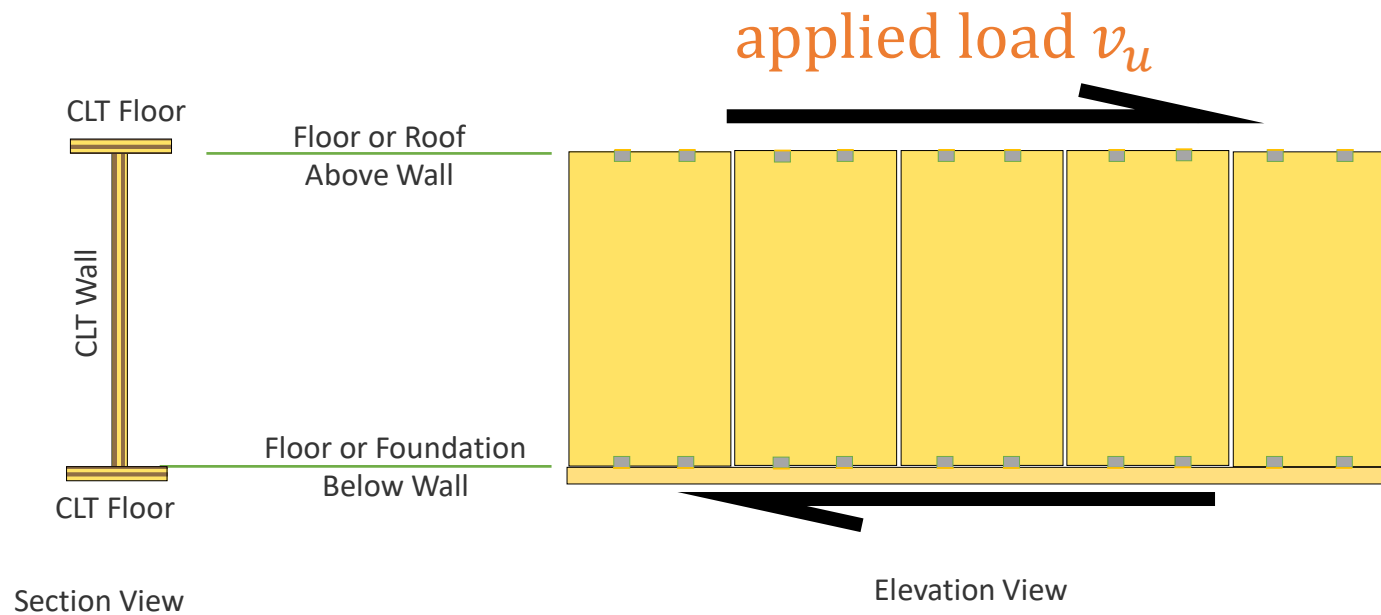 applied load vᵤ
CLT Floor
Floor or Roof
Above Wall
CLT Wall
Floor or Foundation
Below Wall
CLT Floor
Section View
Elevation View